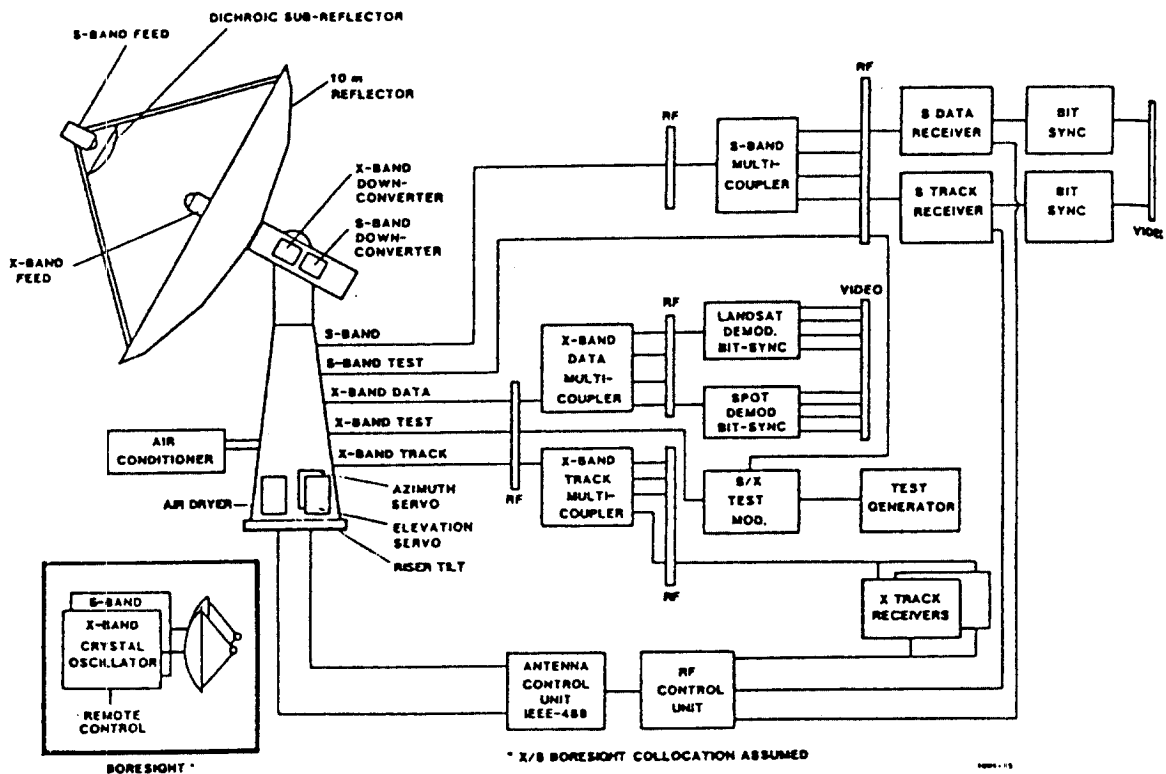 DICHROIC SUB-REFLECTOR
S-BAND FEED
10 m
REFLECTOR
X-BAND
DOWN-
CONVERTER
S-BAND
DOWN-
CONVERTER
X-BAND
FEED
RF
RF
S-BAND
MULTI-
COUPLER
S DATA
RECEIVER
BIT
SYNC
S TRACK
RECEIVER
BIT
SYNC
VIDEO
S-BAND
S-BAND TEST
X-BAND DATA
X-BAND TEST
X-BAND TRACK
RF
X-BAND
DATA
MULTI-
COUPLER
RF
LANDSAT
DEMOD.
BIT-SYNC
VIDEO
SPOT
DEMOD
BIT-SYNC
X-BAND
TRACK
MULTI-
COUPLER
RF
S/X
TEST
MOD.
TEST
GENERATOR
AIR
CONDITIONER
AIR DRYER
AZIMUTH
SERVO
ELEVATION
SERVO
RISER TILT
X TRACK
RECEIVERS
ANTENNA
CONTROL
UNIT
IEEE-488
RF
CONTROL
UNIT
S-BAND
X-BAND
CRYSTAL
OSCILLATOR
REMOTE
CONTROL
BORESIGHT *
* X/S BORESIGHT COLLOCATION ASSUMED